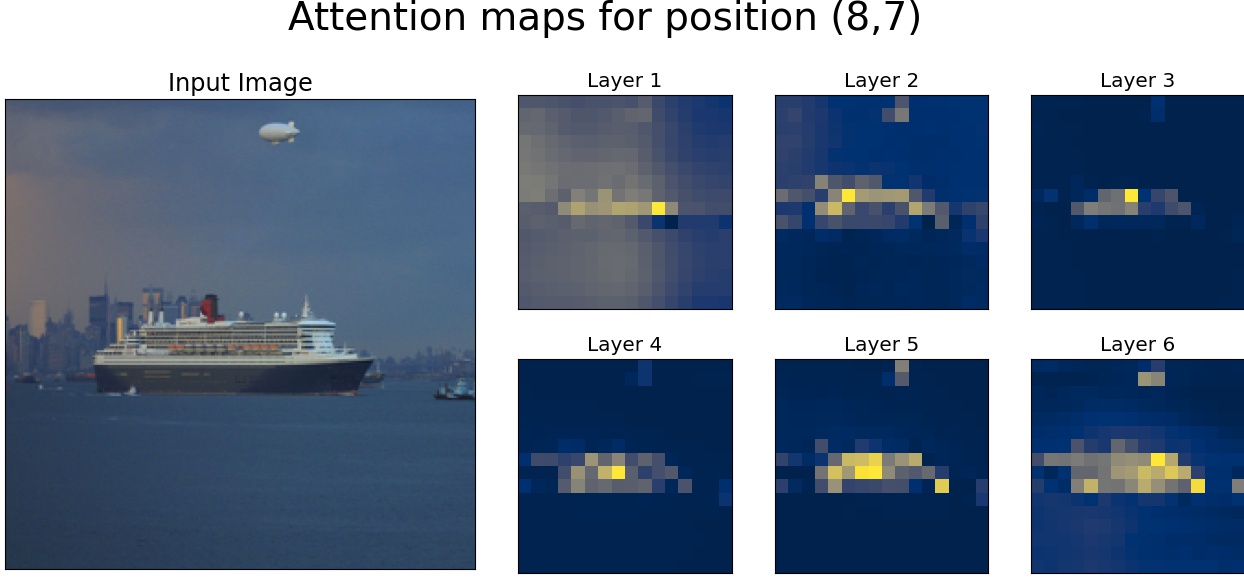 Attention maps for position (8,7)
Input Image
Layer 1
Layer 2
Layer 3
Layer 4
Layer 5
Layer 6